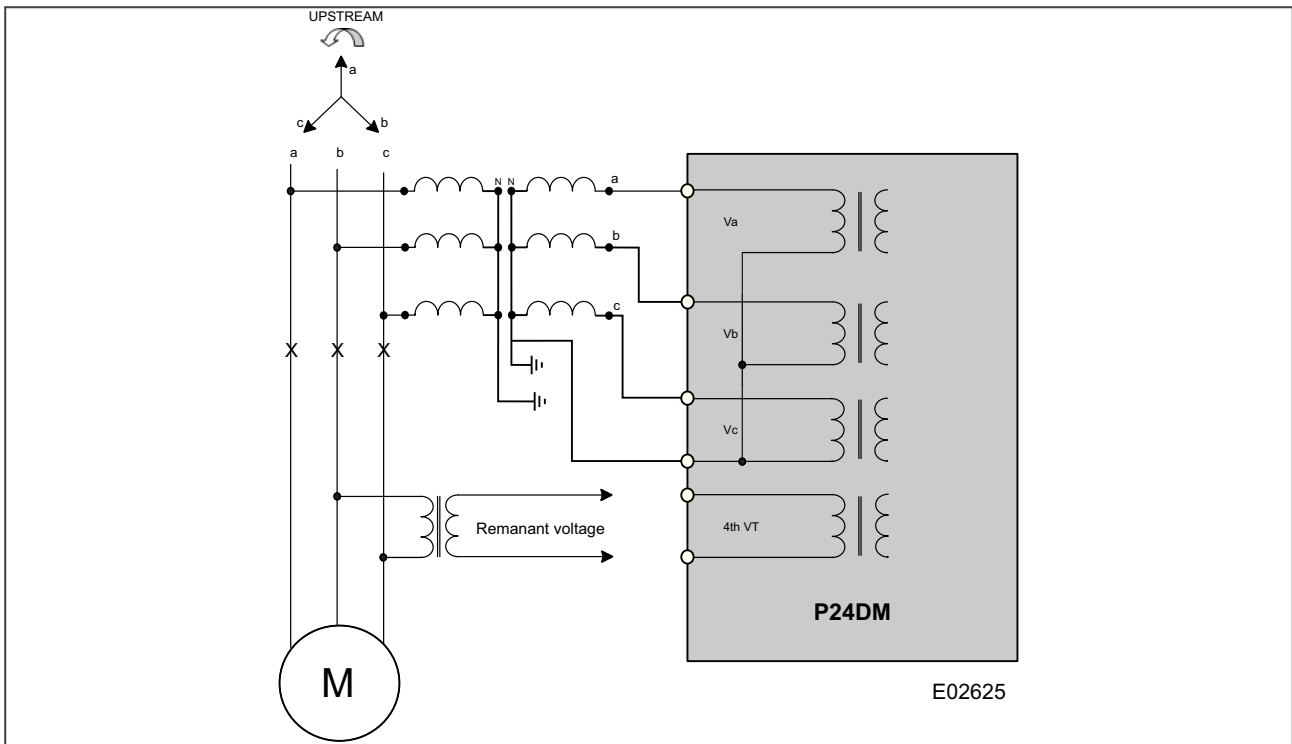 UPSTREAM
a
c b
a b c
N N a
Va
b
Vb
c
Vc
X X X
Remanant voltage
4th VT
P24DM
M
E02625